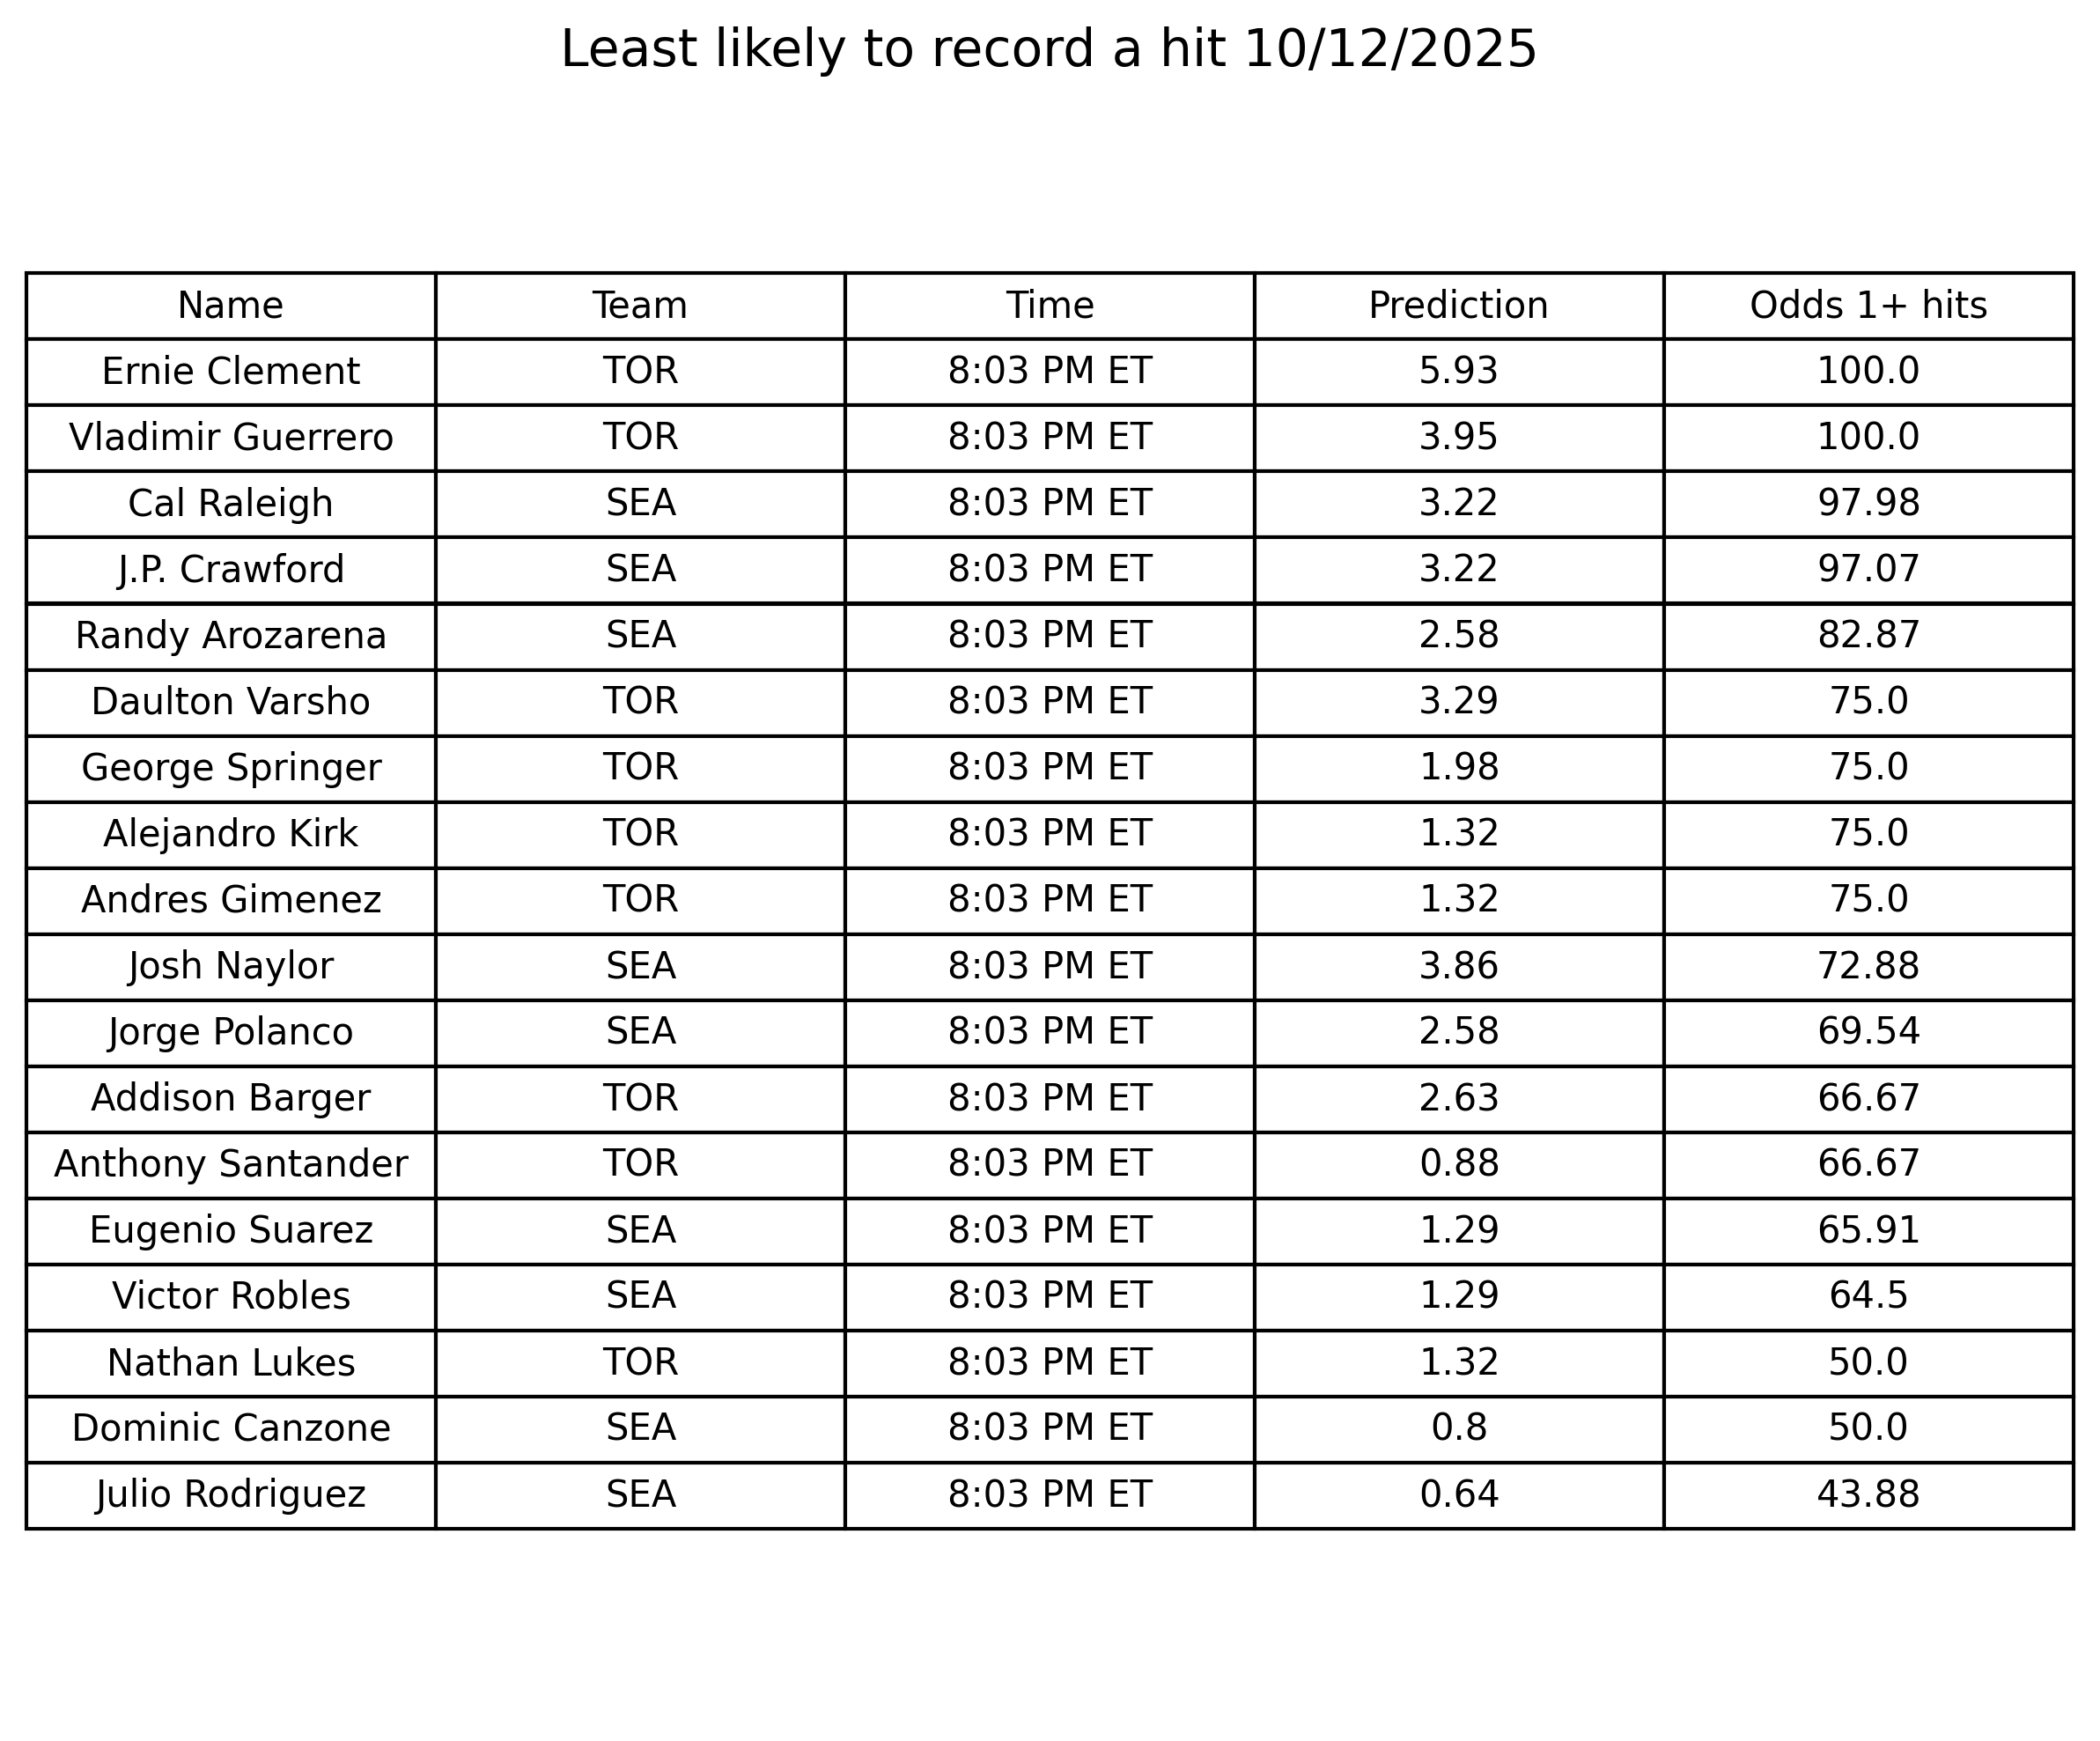 Least likely to record a hit 10/12/2025
Name Team Time Prediction Odds 1+ hits
Ernie Clement TOR 8:03 PM ET 5.93 100.0
Vladimir Guerrero TOR 8:03 PM ET 3.95 100.0
Cal Raleigh SEA 8:03 PM ET 3.22 97.98
J.P. Crawford SEA 8:03 PM ET 3.22 97.07
Randy Arozarena SEA 8:03 PM ET 2.58 82.87
Daulton Varsho TOR 8:03 PM ET 3.29 75.0
George Springer TOR 8:03 PM ET 1.98 75.0
Alejandro Kirk TOR 8:03 PM ET 1.32 75.0
Andres Gimenez TOR 8:03 PM ET 1.32 75.0
Josh Naylor SEA 8:03 PM ET 3.86 72.88
Jorge Polanco SEA 8:03 PM ET 2.58 69.54
Addison Barger TOR 8:03 PM ET 2.63 66.67
Anthony Santander TOR 8:03 PM ET 0.88 66.67
Eugenio Suarez SEA 8:03 PM ET 1.29 65.91
Victor Robles SEA 8:03 PM ET 1.29 64.5
Nathan Lukes TOR 8:03 PM ET 1.32 50.0
Dominic Canzone SEA 8:03 PM ET 0.8 50.0
Julio Rodriguez SEA 8:03 PM ET 0.64 43.88